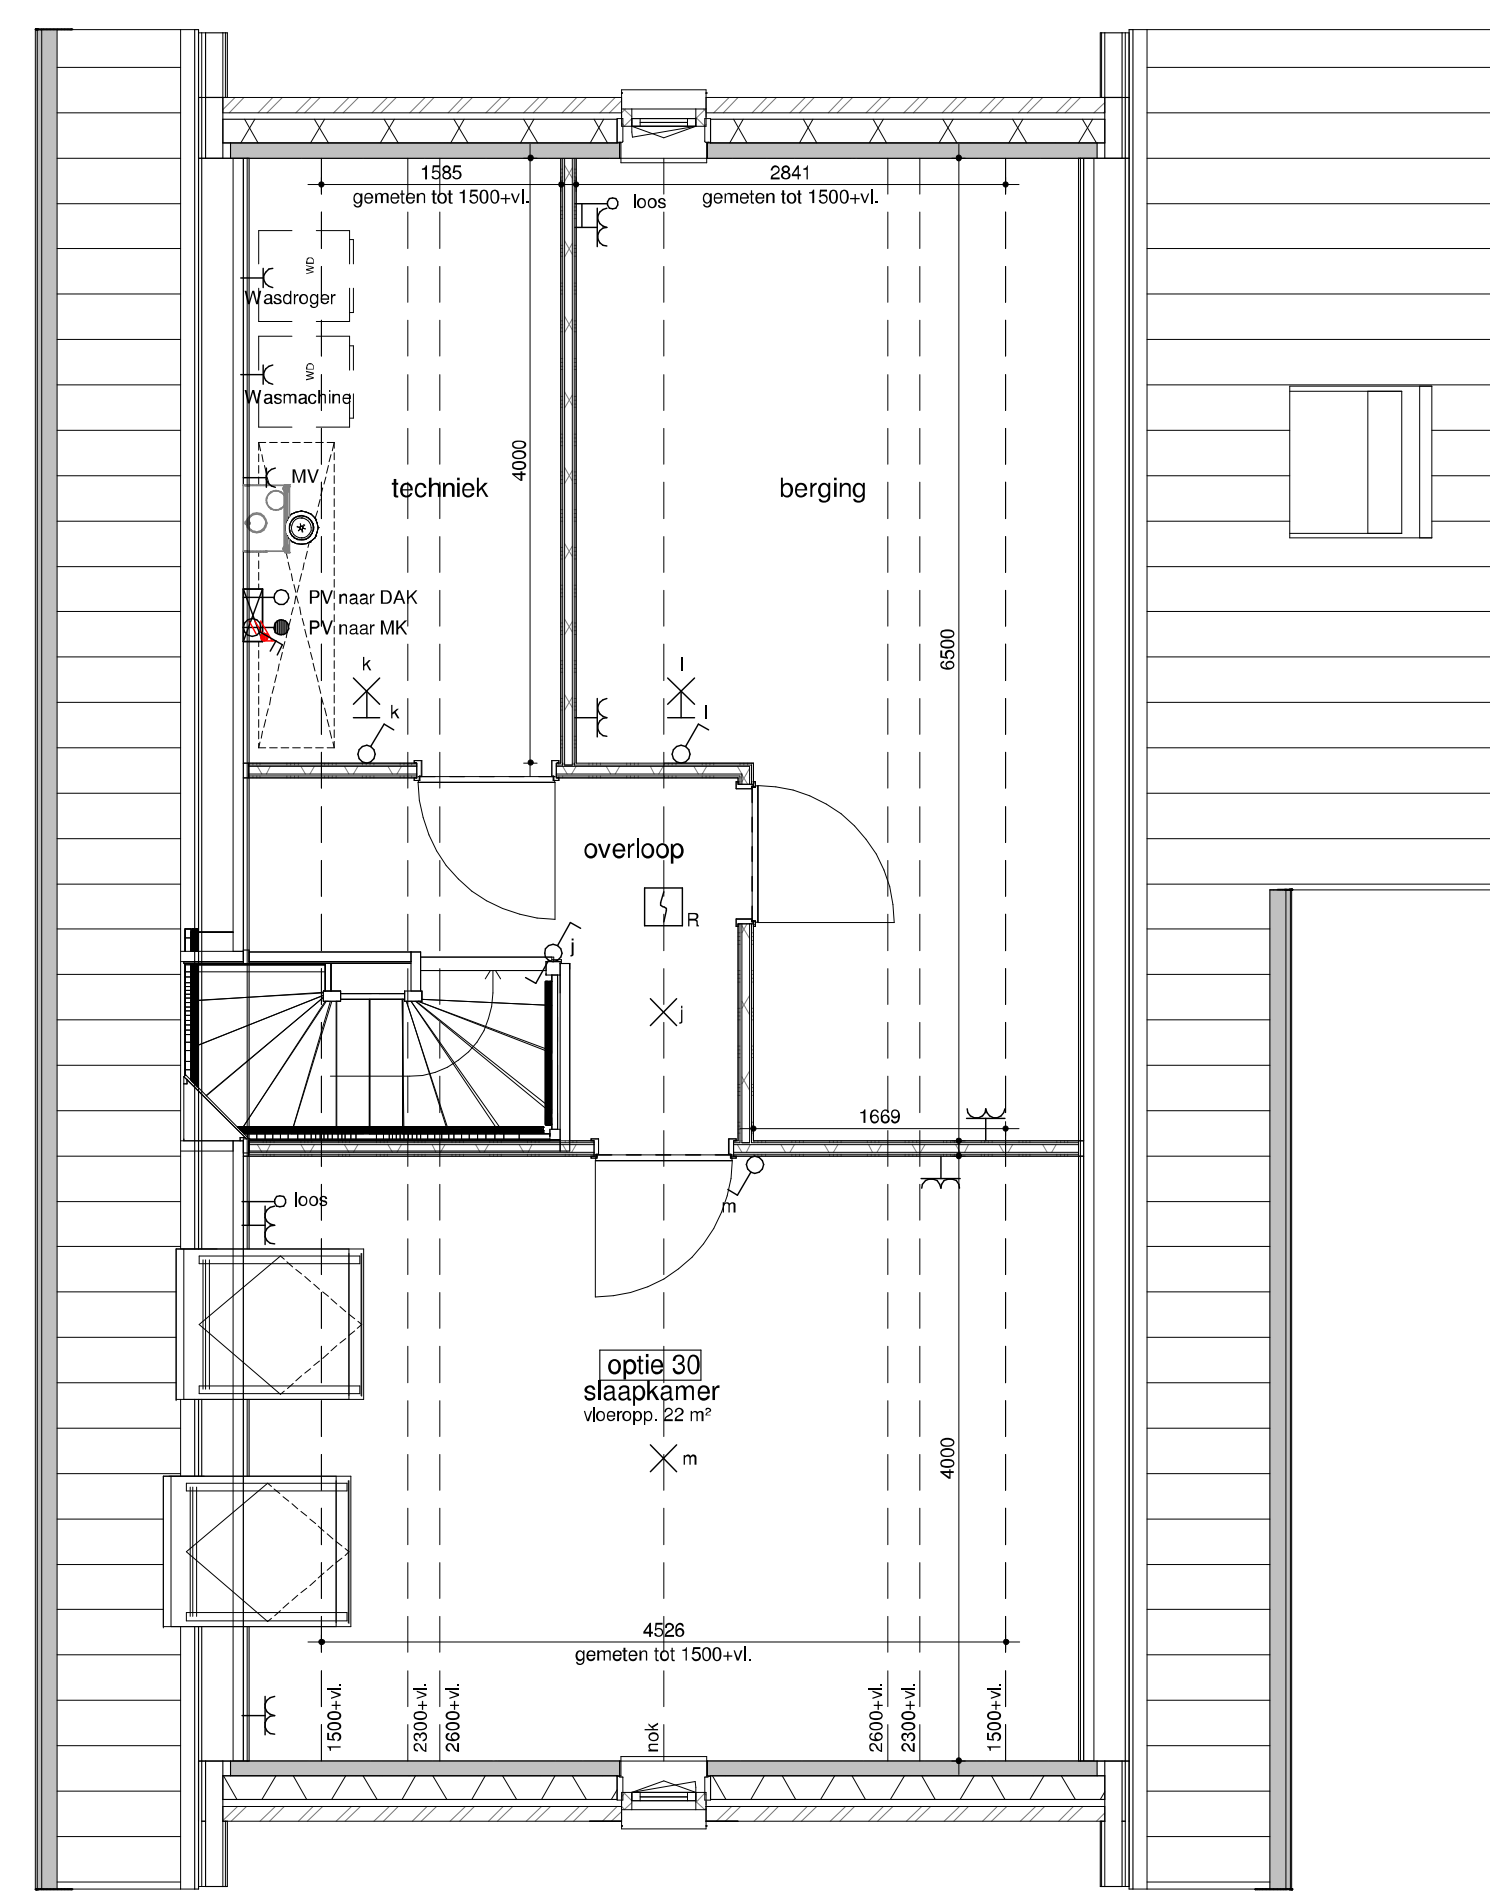 1585
gemeten tot 1500+vl.
2841
gemeten tot 1500+vl.
loos
WD
Wasdroger
WD
Wasmachine
4000
MV
techniek
berging
PV naar DAK
PV naar MK
6500
k
k
l
l
overloop
R
j
j
1669
loos
m
optie 30
slaapkamer
vloeropp. 22 m²
m
4000
4526
gemeten tot 1500+vl.
1500+vl.
2300+vl.
2600+vl.
nok
2600+vl.
2300+vl.
1500+vl.